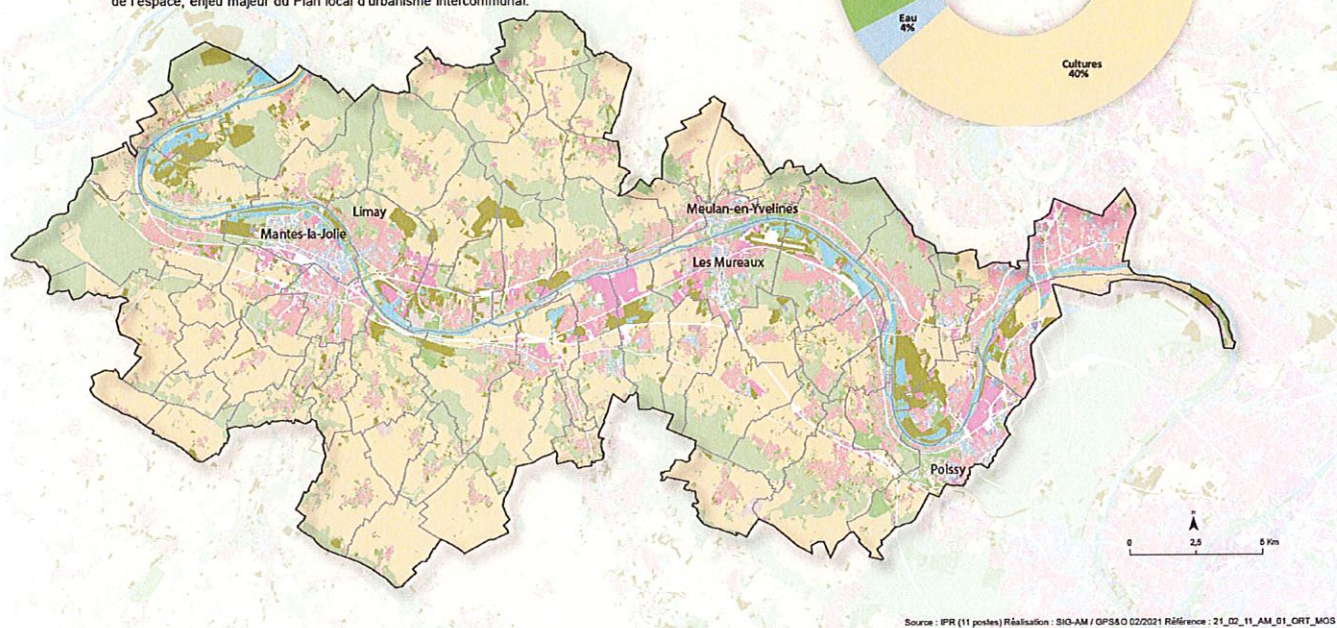 de l'espace, enjeu majeur du Plan local d'urbanisme intercommunal.
Eau
4%
Cultures
40%
Limay
Mantes-la-Jolie
Meulan-en-Yvelines
Les Mureaux
Poissy
N
0 2,5 5 Km
Source : IPR (11 postes) Réalisation : SIG-AM / GPS&O 02/2021 Référence : 21_02_11_AM_01_ORT_MOS